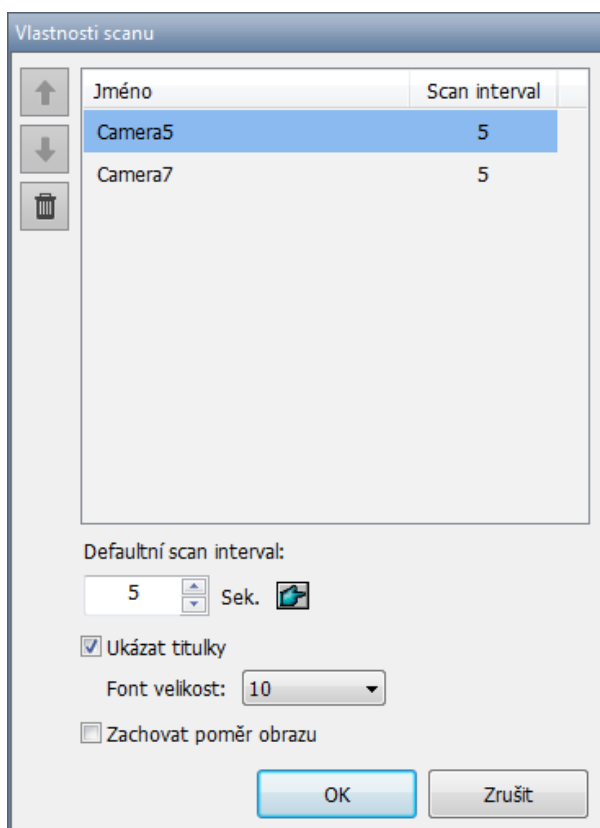 Vlastnosti scanu
Jméno Scan interval
Camera5 5
Camera7 5
Defaultní scan interval:
5 Sek.
Ukázat titulky
Font velikost: 10
Zachovat poměr obrazu
OK Zrušit